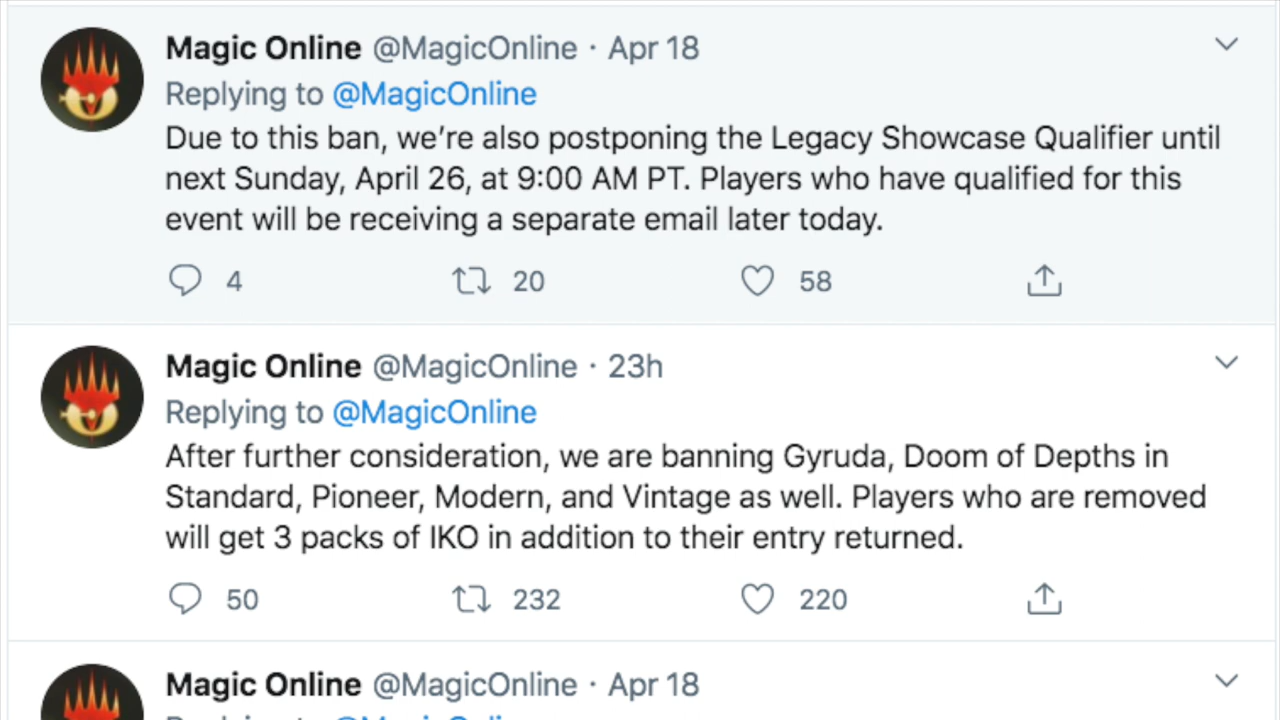 Magic Online @MagicOnline · Apr 18
Replying to @MagicOnline
Due to this ban, we're also postponing the Legacy Showcase Qualifier until
next Sunday, April 26, at 9:00 AM PT. Players who have qualified for this
event will be receiving a separate email later today.
4 20 58
Magic Online @MagicOnline · 23h
Replying to @MagicOnline
After further consideration, we are banning Gyruda, Doom of Depths in
Standard, Pioneer, Modern, and Vintage as well. Players who are removed
will get 3 packs of IKO in addition to their entry returned.
50 232 220
Magic Online @MagicOnline · Apr 18